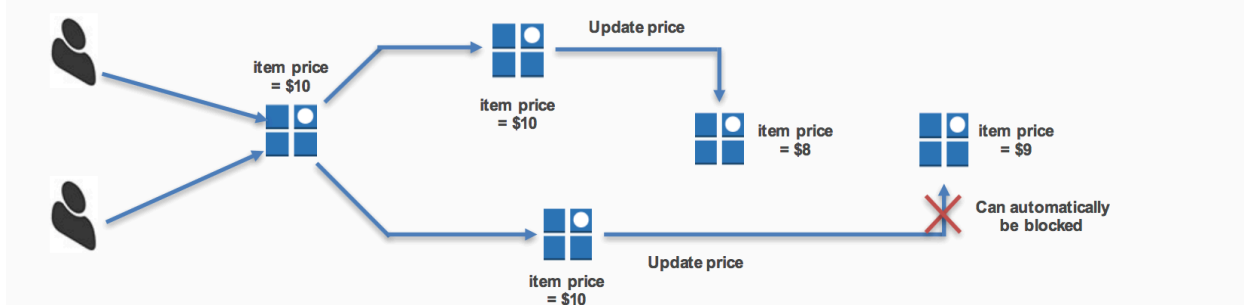 item price
= $10
Update price
item price
= $10
item price
= $8
item price
= $9
Can automatically
be blocked
Update price
item price
= $10